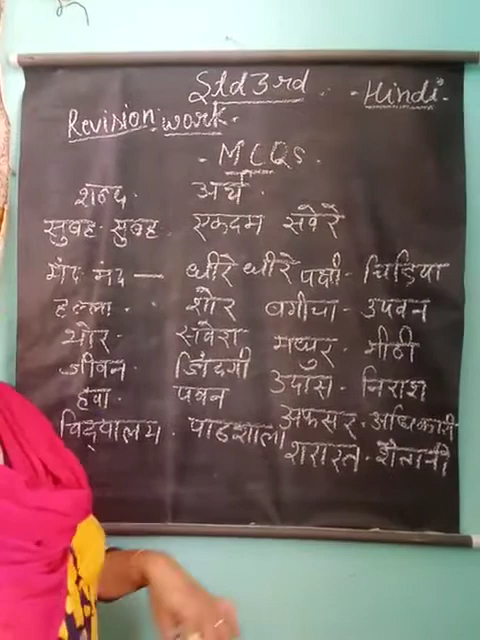 Std 3rd. - Hindi -
Revision: work -
- MCQs.
शब्द. अर्थ.
सुबह सुबह. एकदम सवेरे
मंद मंद — धीरे धीरे
पक्षी - चिडिया
हल्ला. शोर
बगीचा - उपवन
भोर. सवेरा
मधुर. मीठी
जीवन. जिंदगी
उदास - निराश
हवा. पवन
अफसर. अधिकारी
विद्यालय. पाठशाला
शरारत - शैतानी